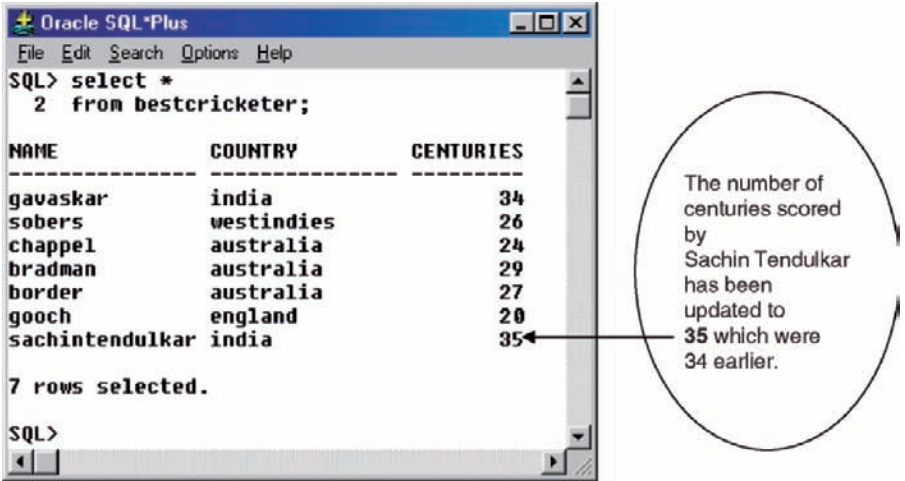 Oracle SQL*Plus
File Edit Search Options Help
SQL> select *
2 from bestcricketer;
NAME COUNTRY CENTURIES
--------------- --------------- ---------
gavaskar india 34
sobers westindies 26
chappel australia 24
bradman australia 29
border australia 27
gooch england 20
sachintendulkar india 35
7 rows selected.
SQL>
The number of
centuries scored
by
Sachin Tendulkar
has been
updated to
35 which were
34 earlier.